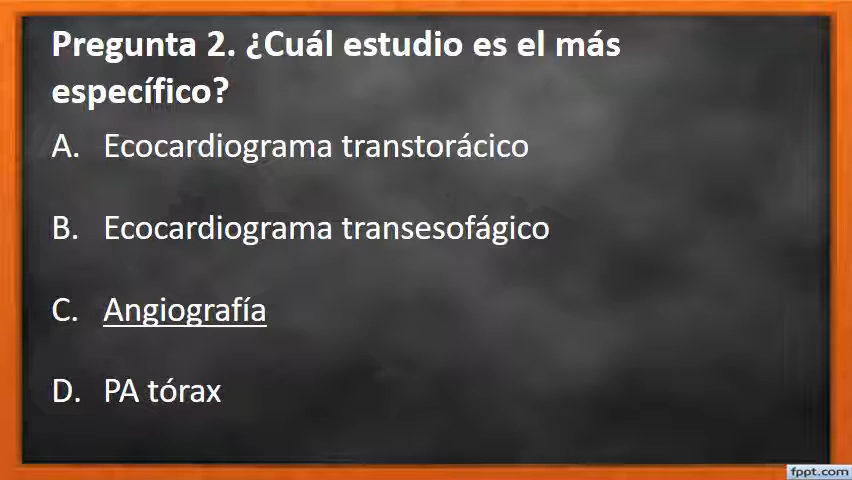 Pregunta 2. ¿Cuál estudio es el más
específico?
A. Ecocardiograma transtorácico
B. Ecocardiograma transesofágico
C. Angiografía
D. PA tórax
fppt.com